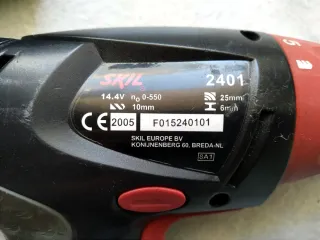 SKIL 2401
14.4V n0 0-550 25mm
10mm 6mm
CE 2005 F015240101
SKIL EUROPE BV
KONIJNENBERG 60, BREDA-NL
SA1
5